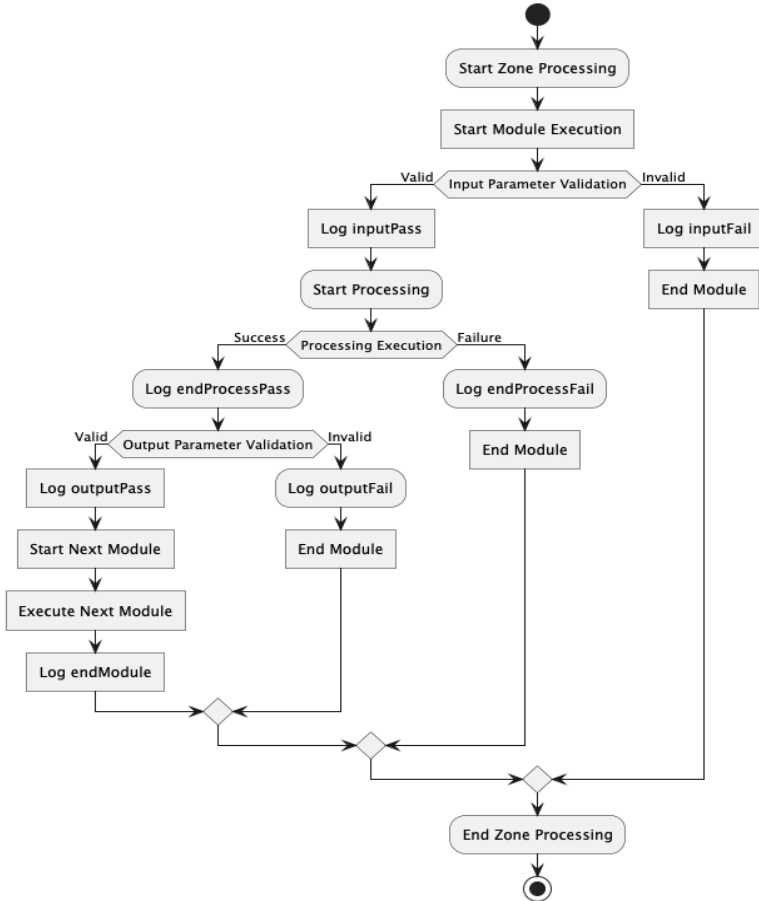 Start Zone Processing
Start Module Execution
Valid
Input Parameter Validation
Invalid
Log inputPass
Log inputFail
Start Processing
End Module
Success
Processing Execution
Failure
Log endProcessPass
Log endProcessFail
Valid
Output Parameter Validation
Invalid
End Module
Log outputPass
Log outputFail
Start Next Module
End Module
Execute Next Module
Log endModule
End Zone Processing